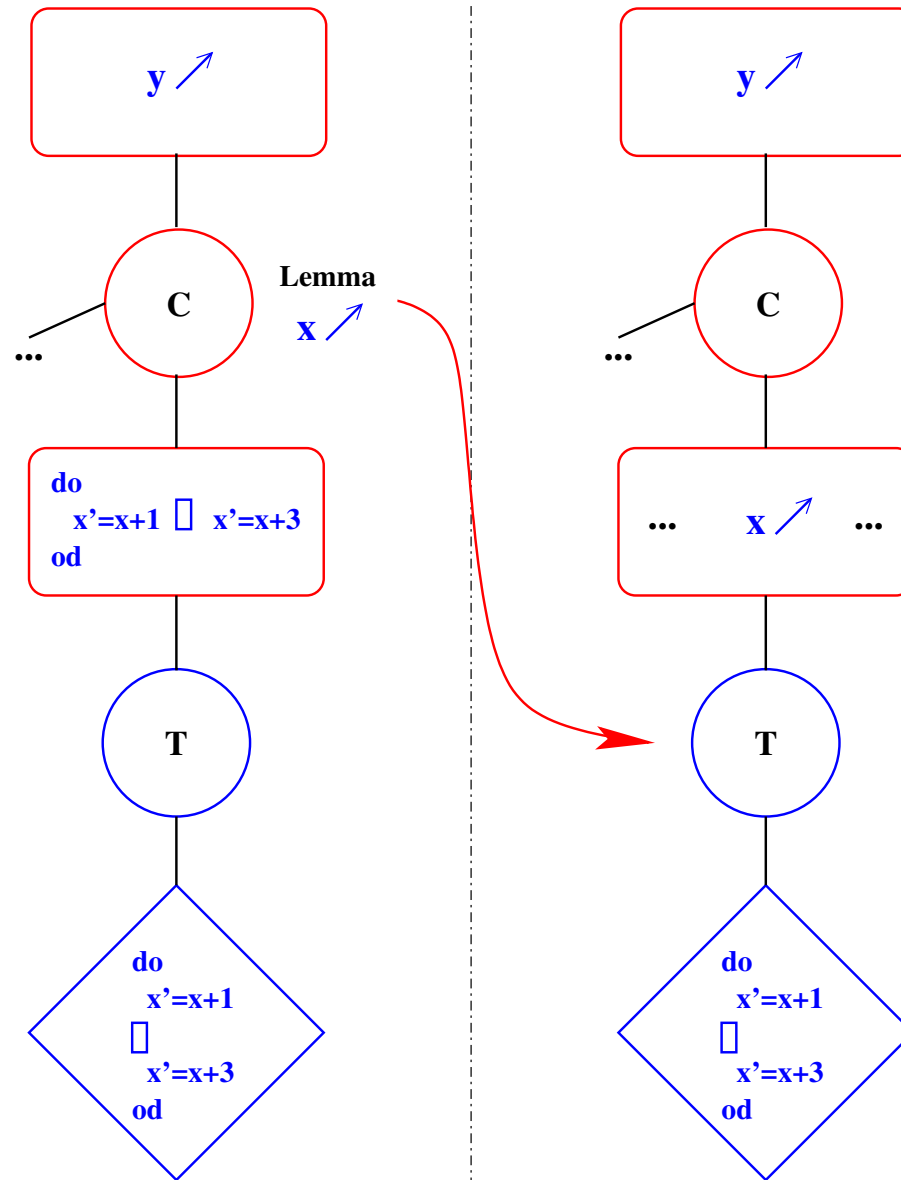 y ↗
C
Lemma
x ↗
...
do
x’=x+1 ▯ x’=x+3
od
T
do
x’=x+1
▯
x’=x+3
od
y ↗
C
...
... x ↗ ...
T
do
x’=x+1
▯
x’=x+3
od